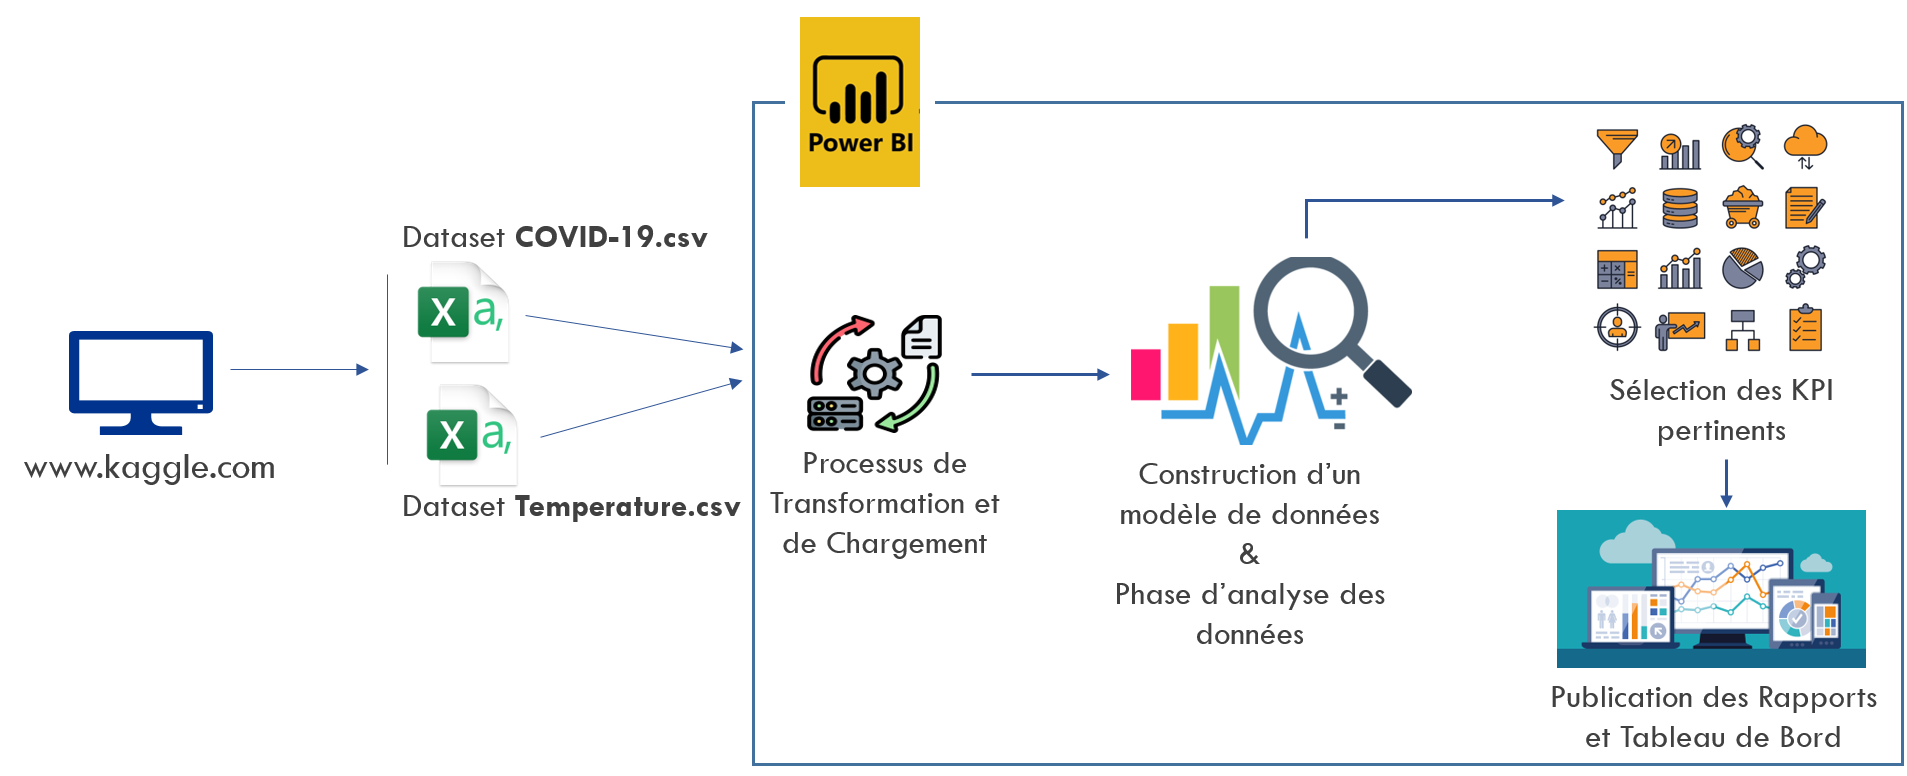 Power BI
Dataset COVID-19.csv
X a,
X a,
www.kaggle.com
Dataset Temperature.csv
Processus de
Transformation et
de Chargement
Construction d'un
modèle de données
&
Phase d'analyse des
données
Sélection des KPI
pertinents
Publication des Rapports
et Tableau de Bord